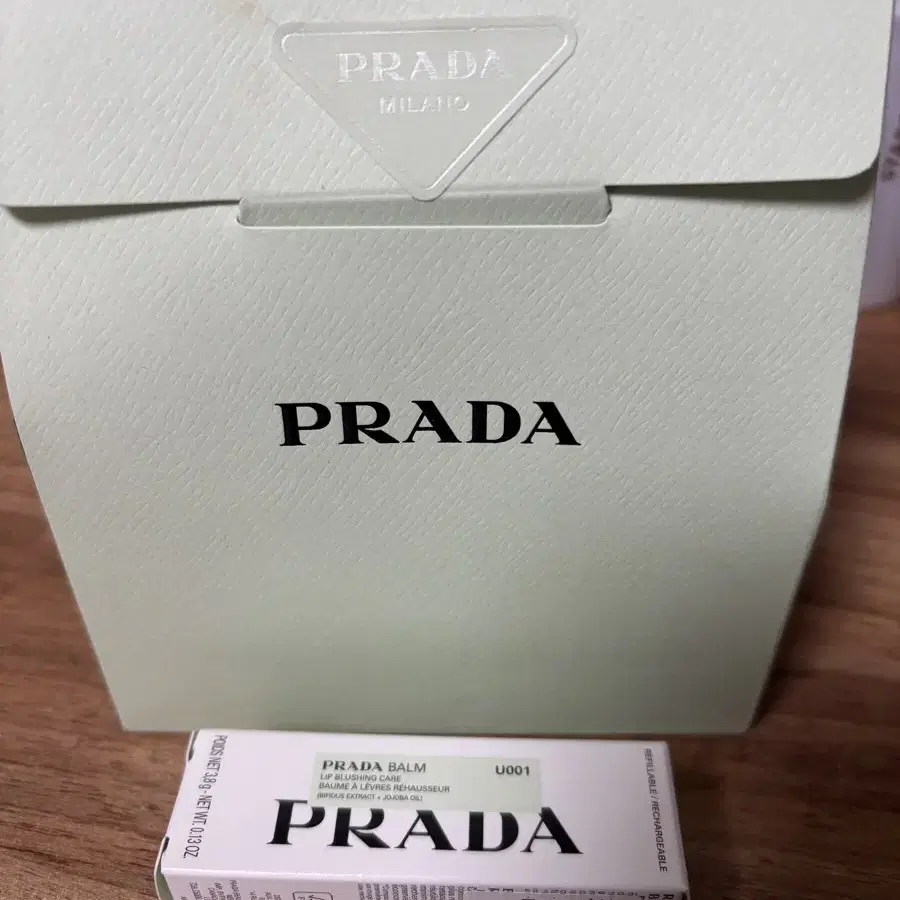 PRADA
MILANO
PRADA
POIDS NET 3,8 g - NET WT. 0.13 OZ
PRADA BALM U001
LIP BLUSHING CARE
BAUME À LÈVRES RÉHAUSSEUR
(BIFIDUS EXTRACT + JOJOBA OIL)
PRADA
REFILLABLE / RECHARGEABLE